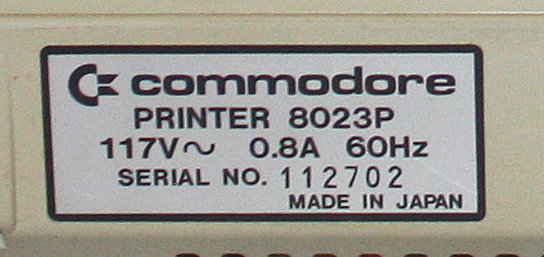 commodore
PRINTER 8023P
117V~ 0.8A 60Hz
SERIAL NO. 112702
MADE IN JAPAN